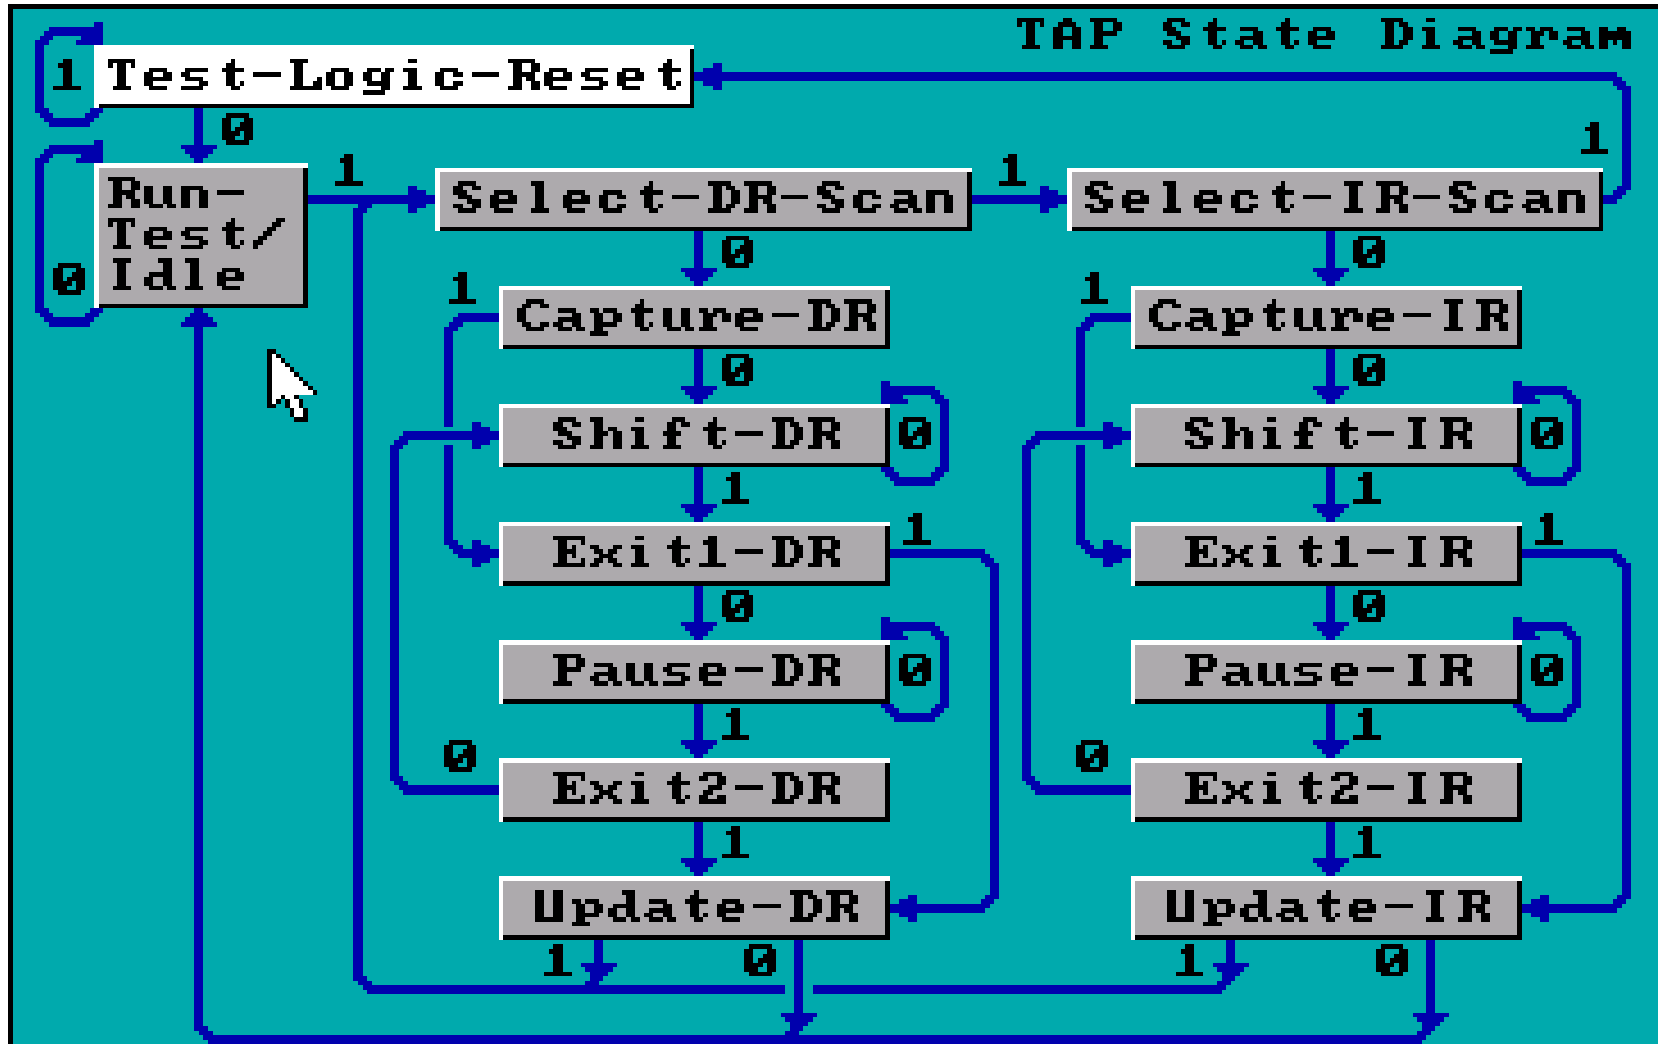 TAP State Diagram
1 Test-Logic-Reset
0
1
1
1
Run-
Test/
Idle
0
Select-DR-Scan
Select-IR-Scan
0
0
1
1
Capture-DR
Capture-IR
0
0
Shift-DR 0
Shift-IR 0
1
1
1
1
Exit1-DR
Exit1-IR
0
0
Pause-DR 0
Pause-IR 0
1
1
0
0
Exit2-DR
Exit2-IR
1
1
Update-DR
Update-IR
1 0
1 0